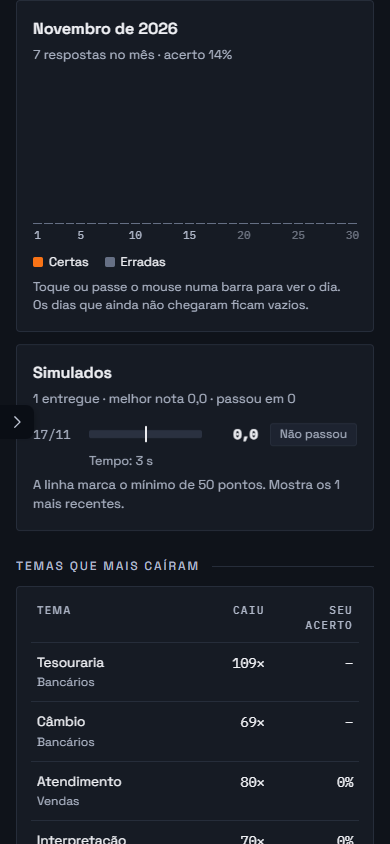 Novembro de 2026
7 respostas no mês · acerto 14%
1 5 10 15 20 25 30
Certas Erradas
Toque ou passe o mouse numa barra para ver o dia.
Os dias que ainda não chegaram ficam vazios.
Simulados
1 entregue · melhor nota 0,0 · passou em 0
17/11 0,0 Não passou
Tempo: 3 s
A linha marca o mínimo de 50 pontos. Mostra os 1
mais recentes.
TEMAS QUE MAIS CAÍRAM
TEMA CAIU SEU
ACERTO
Tesouraria 109× –
Bancários
Câmbio 69× –
Bancários
Atendimento 80× 0%
Vendas
Interpretação 70× 0%